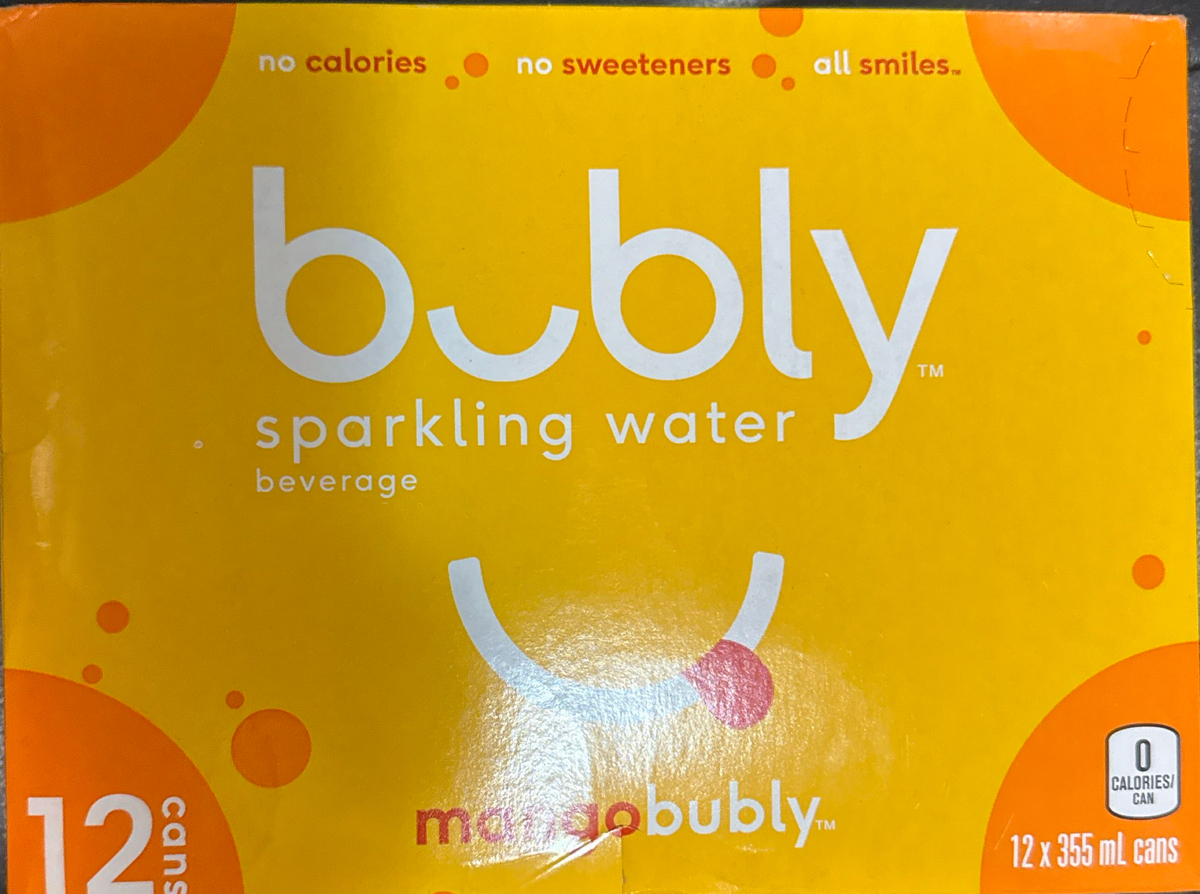 no calories no sweeteners all smiles™
bubly™
sparkling water
beverage
mangobubly™
12 cans
0
CALORIES/
CAN
12 x 355 mL cans